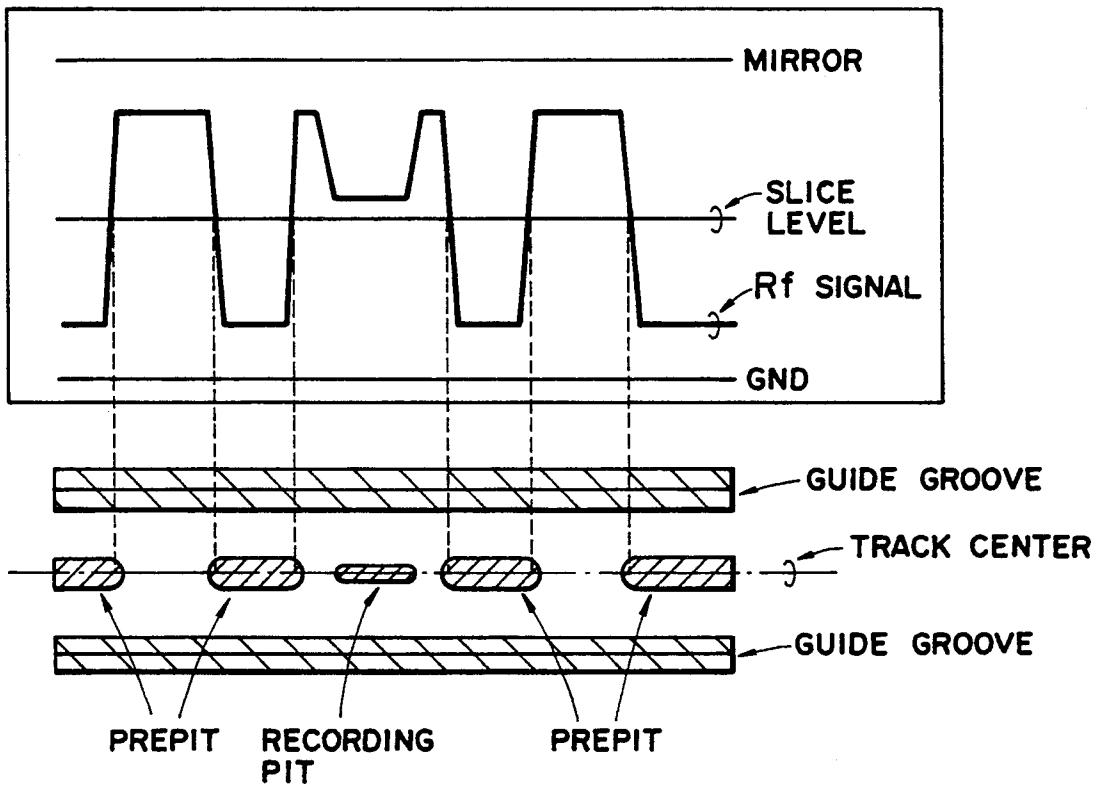 MIRROR
SLICE
LEVEL
Rf SIGNAL
GND
GUIDE GROOVE
TRACK CENTER
GUIDE GROOVE
PREPIT
RECORDING
PIT
PREPIT